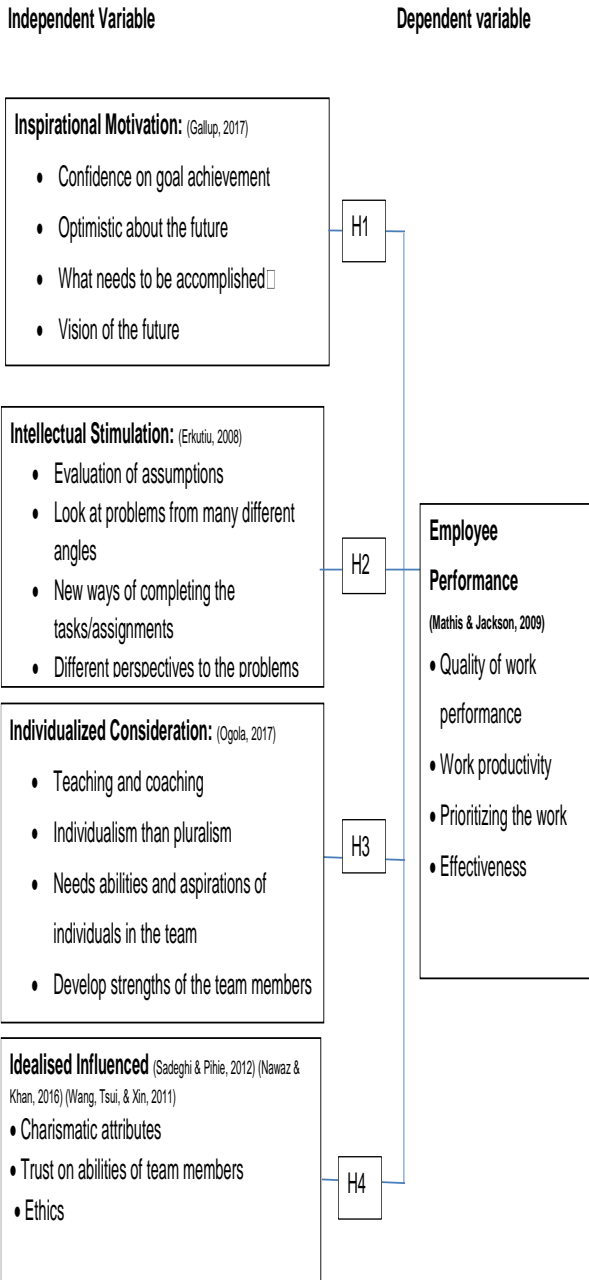 Independent Variable
Dependent variable
Inspirational Motivation: (Gallup, 2017)
• Confidence on goal achievement
• Optimistic about the future
• What needs to be accomplished
• Vision of the future
H1
Intellectual Stimulation: (Erkutiu, 2008)
• Evaluation of assumptions
• Look at problems from many different
angles
• New ways of completing the
tasks/assignments
• Different perspectives to the problems
H2
Employee
Performance
(Mathis & Jackson, 2009)
• Quality of work
performance
• Work productivity
• Prioritizing the work
• Effectiveness
Individualized Consideration: (Ogola, 2017)
• Teaching and coaching
• Individualism than pluralism
• Needs abilities and aspirations of
individuals in the team
• Develop strengths of the team members
H3
Idealised Influenced (Sadeghi & Pihie, 2012) (Nawaz &
Khan, 2016) (Wang, Tsui, & Xin, 2011)
• Charismatic attributes
• Trust on abilities of team members
• Ethics
H4